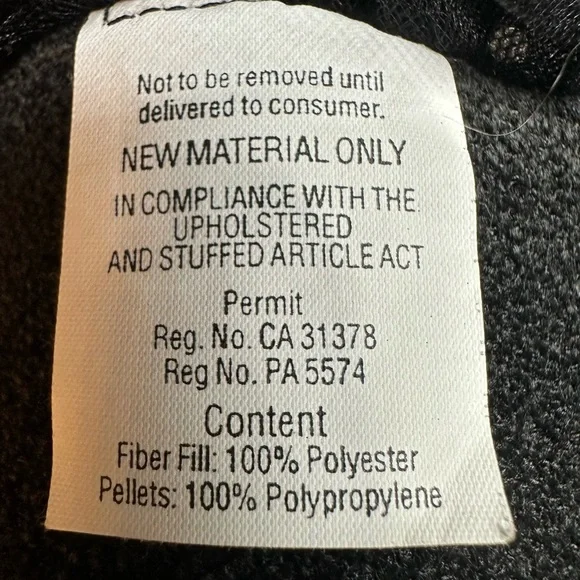 Not to be removed until
delivered to consumer.
NEW MATERIAL ONLY
IN COMPLIANCE WITH THE
UPHOLSTERED
AND STUFFED ARTICLE ACT
Permit
Reg. No. CA 31378
Reg No. PA 5574
Content
Fiber Fill: 100% Polyester
Pellets: 100% Polypropylene